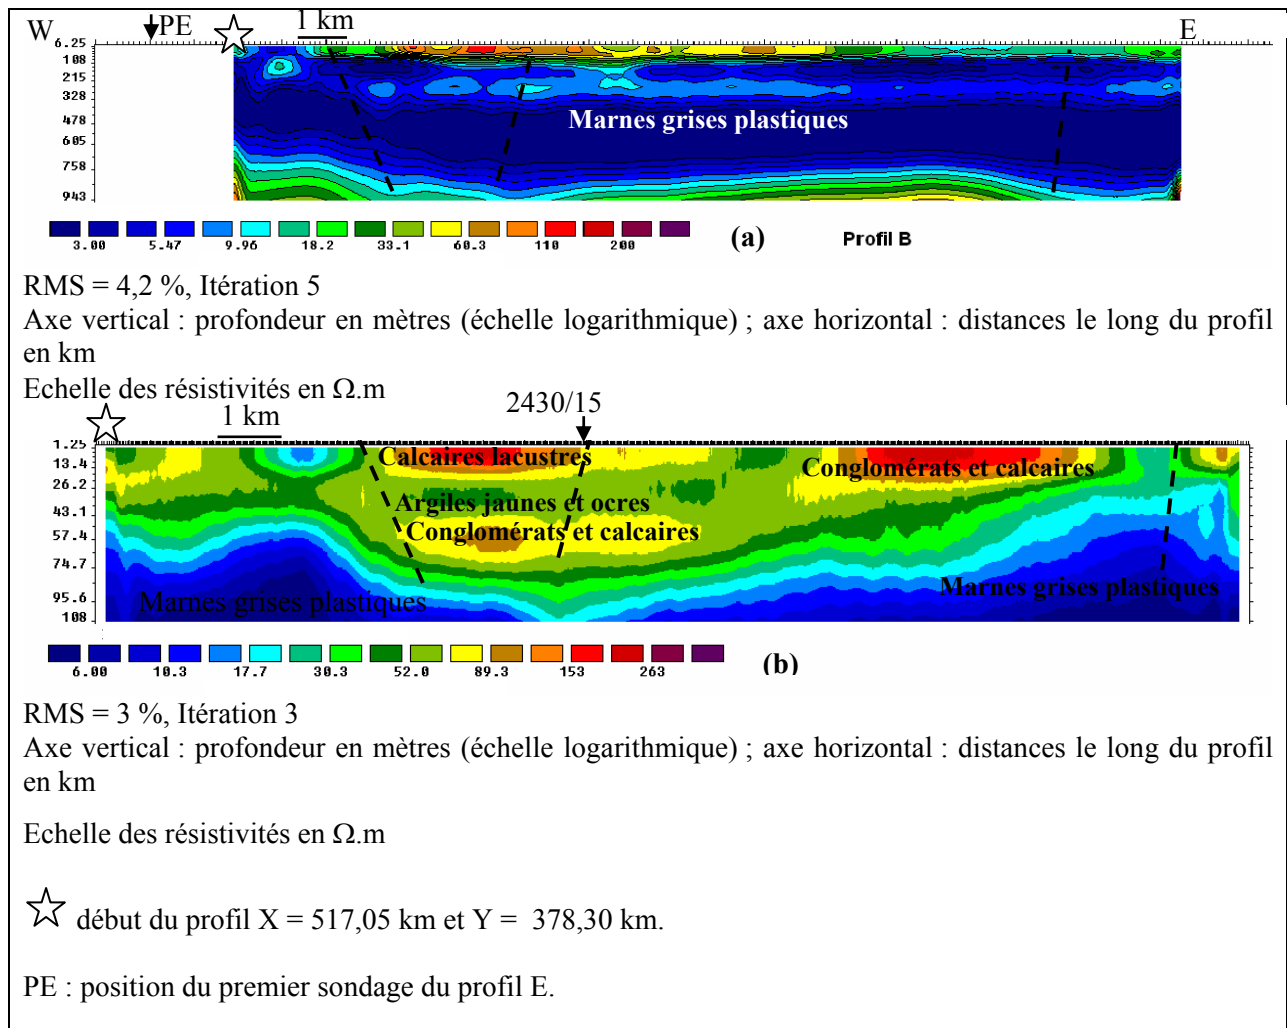 W PE 1 km E
6.25
108
215
328
478
605
758
943
Marnes grises plastiques
3.00 5.47 9.96 18.2 33.1 60.3 110 200
(a) Profil B
RMS = 4,2 %, Itération 5
Axe vertical : profondeur en mètres (échelle logarithmique) ; axe horizontal : distances le long du profil
en km
Echelle des résistivités en Ω.m
1 km 2430/15
1.25
13.4
26.2
43.1
57.4
74.7
95.6
108
Calcaires lacustres
Conglomérats et calcaires
Argiles jaunes et ocres
Conglomérats et calcaires
Marnes grises plastiques
Marnes grises plastiques
6.00 10.3 17.7 30.3 52.0 89.3 153 263
(b)
RMS = 3 %, Itération 3
Axe vertical : profondeur en mètres (échelle logarithmique) ; axe horizontal : distances le long du profil
en km
Echelle des résistivités en Ω.m
début du profil X = 517,05 km et Y = 378,30 km.
PE : position du premier sondage du profil E.